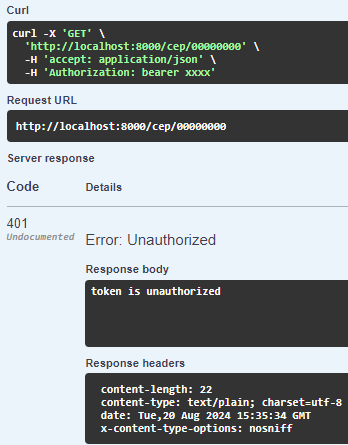 Curl
curl -X 'GET' \
'http://localhost:8000/cep/00000000' \
-H 'accept: application/json' \
-H 'Authorization: bearer xxxx'
Request URL
http://localhost:8000/cep/00000000
Server response
Code Details
401
Undocumented
Error: Unauthorized
Response body
token is unauthorized
Response headers
content-length: 22
content-type: text/plain; charset=utf-8
date: Tue,20 Aug 2024 15:35:34 GMT
x-content-type-options: nosniff